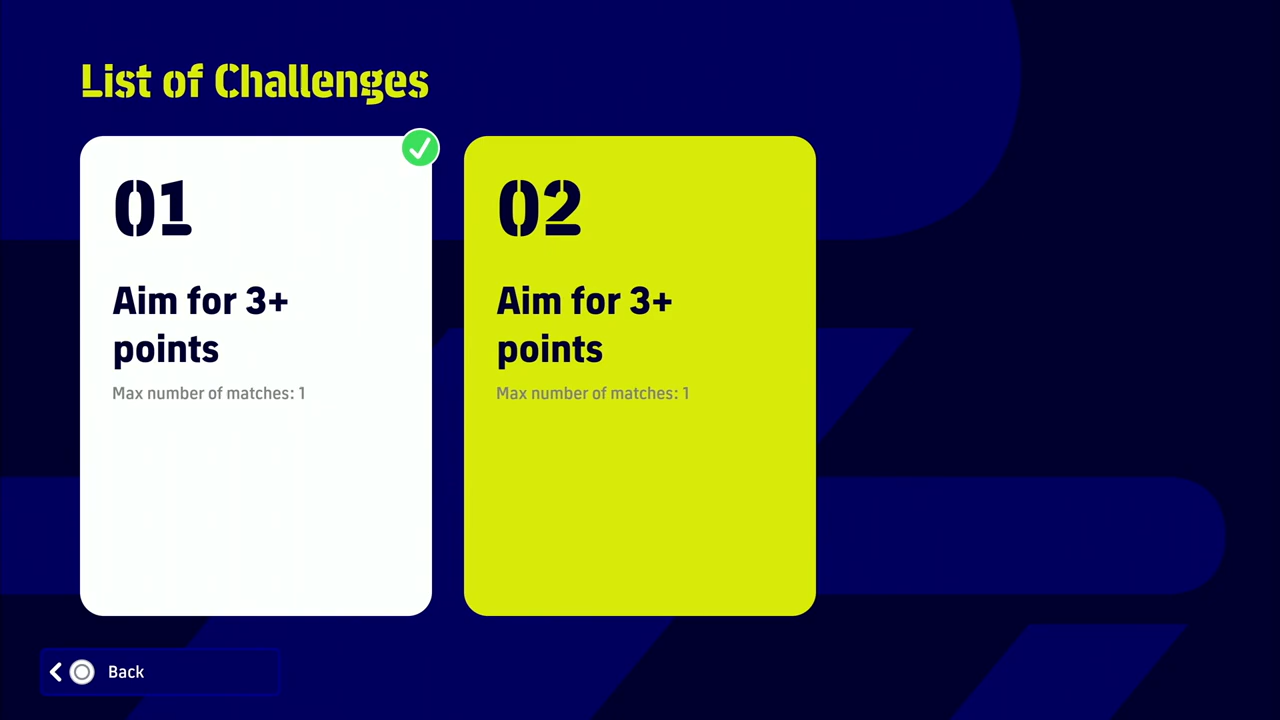 List of Challenges
01
Aim for 3+
points
Max number of matches: 1
02
Aim for 3+
points
Max number of matches: 1
Back